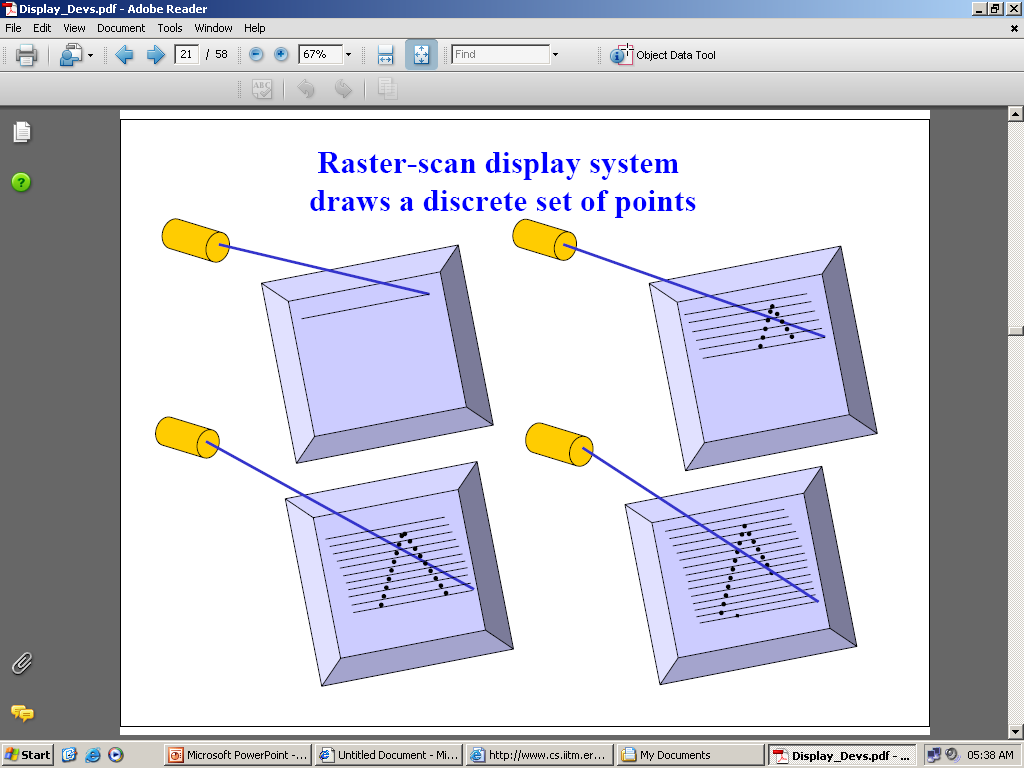 Display_Devs.pdf - Adobe Reader
File Edit View Document Tools Window Help
21 / 58 67% Find Object Data Tool
ABC
?
Raster-scan display system
draws a discrete set of points
Start Microsoft PowerPoint -... Untitled Document - Mi... http://www.cs.iitm.er... My Documents Display_Devs.pdf - ... 05:38 AM